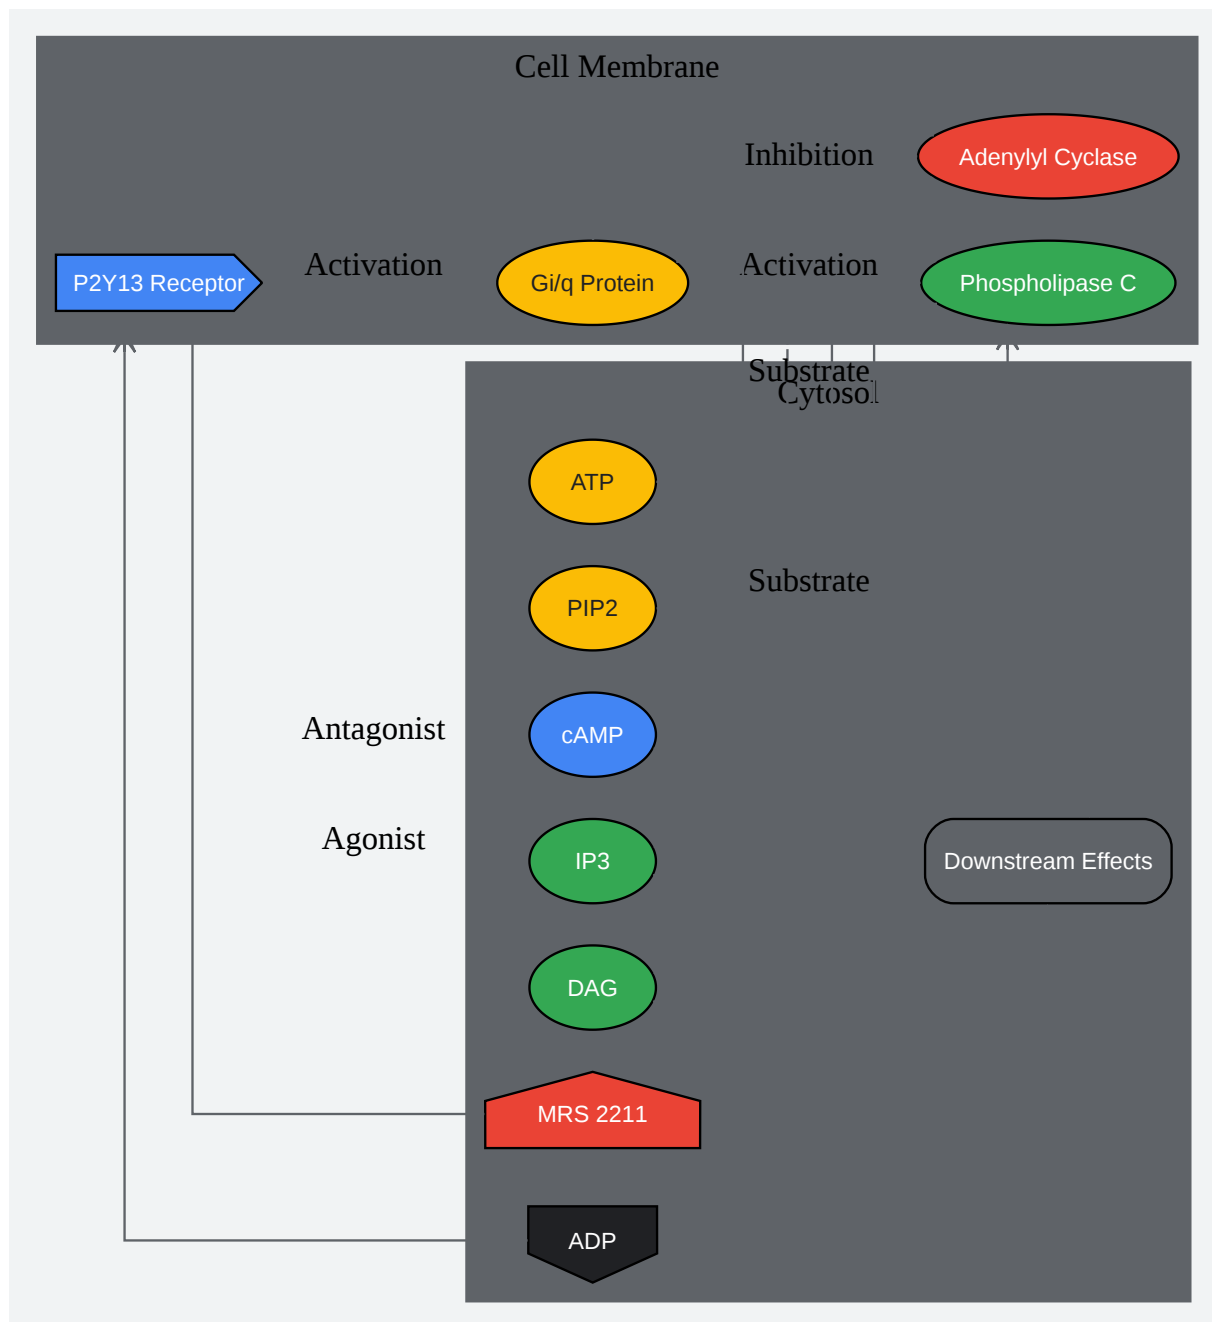 Cell Membrane
Inhibition
Adenylyl Cyclase
P2Y13 Receptor
Activation
Gi/q Protein
Activation
Phospholipase C
Substrate
Cytosol
ATP
PIP2
Substrate
Antagonist
cAMP
Agonist
IP3
Downstream Effects
DAG
MRS 2211
ADP